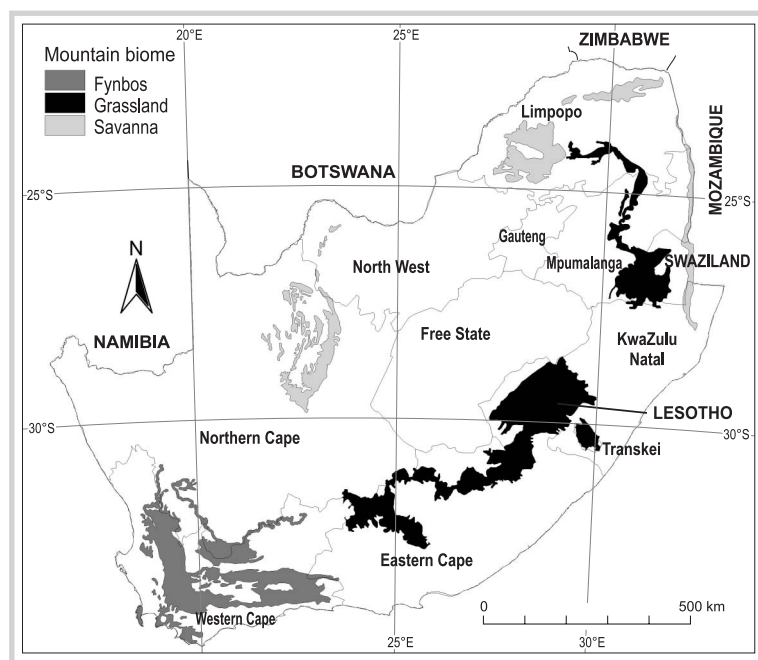 20°E
25°E
30°E
ZIMBABWE
Mountain biome
Fynbos
Grassland
Savanna
Limpopo
MOZAMBIQUE
BOTSWANA
25°S
25°S
N
Gauteng
North West
Mpumalanga
SWAZILAND
NAMIBIA
Free State
KwaZulu
Natal
LESOTHO
30°S
Northern Cape
30°S
Transkei
Eastern Cape
0
500 km
Western Cape
20°E
25°E
30°E